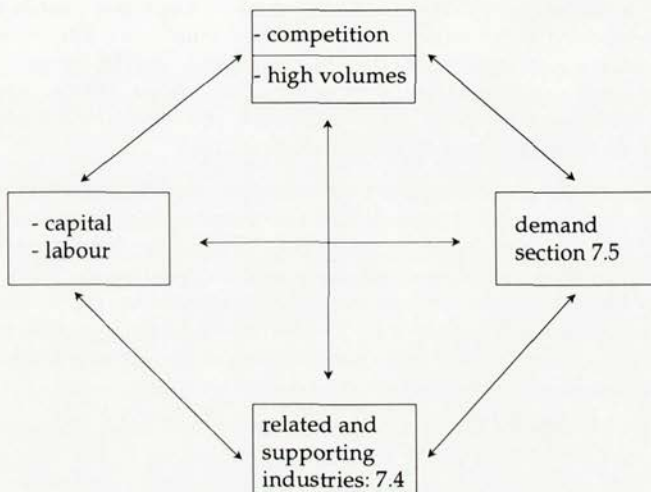 - competition
- high volumes
- capital
- labour
demand
section 7.5
related and
supporting
industries: 7.4